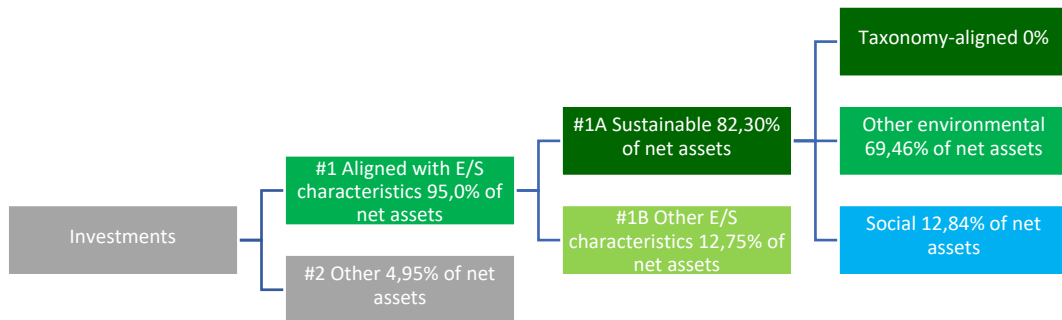 Investments
#1 Aligned with E/S
characteristics 95,0% of
net assets
#2 Other 4,95% of net
assets
#1A Sustainable 82,30%
of net assets
#1B Other E/S
characteristics 12,75% of
net assets
Taxonomy-aligned 0%
Other environmental
69,46% of net assets
Social 12,84% of net
assets